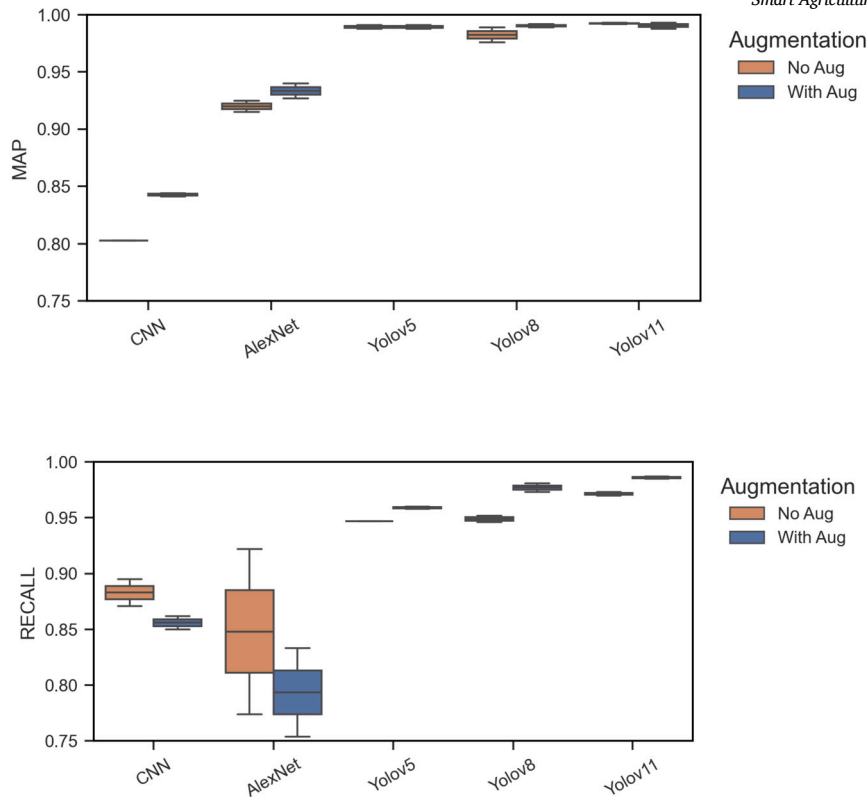 Smart Agricultur
1.00
0.95
0.90
0.85
0.80
0.75
MAP
CNN
AlexNet
Yolov5
Yolov8
Yolov11
Augmentation
No Aug
With Aug
1.00
0.95
0.90
0.85
0.80
0.75
RECALL
CNN
AlexNet
Yolov5
Yolov8
Yolov11
Augmentation
No Aug
With Aug